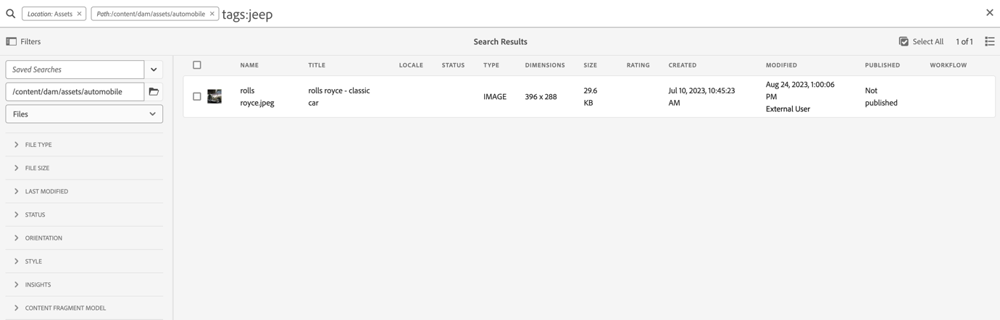 Location: Assets × Path:/content/dam/assets/automobile × tags:jeep ×
Filters Search Results Select All 1 of 1
Saved Searches
/content/dam/assets/automobile
Files
FILE TYPE
FILE SIZE
LAST MODIFIED
STATUS
ORIENTATION
STYLE
INSIGHTS
CONTENT FRAGMENT MODEL
NAME TITLE LOCALE STATUS TYPE DIMENSIONS SIZE RATING CREATED MODIFIED PUBLISHED WORKFLOW
rolls
royce.jpeg
rolls royce - classic
car
IMAGE
396 x 288
29.6
KB
Jul 10, 2023, 10:45:23
AM
Aug 24, 2023, 1:00:06
PM
External User
Not
published